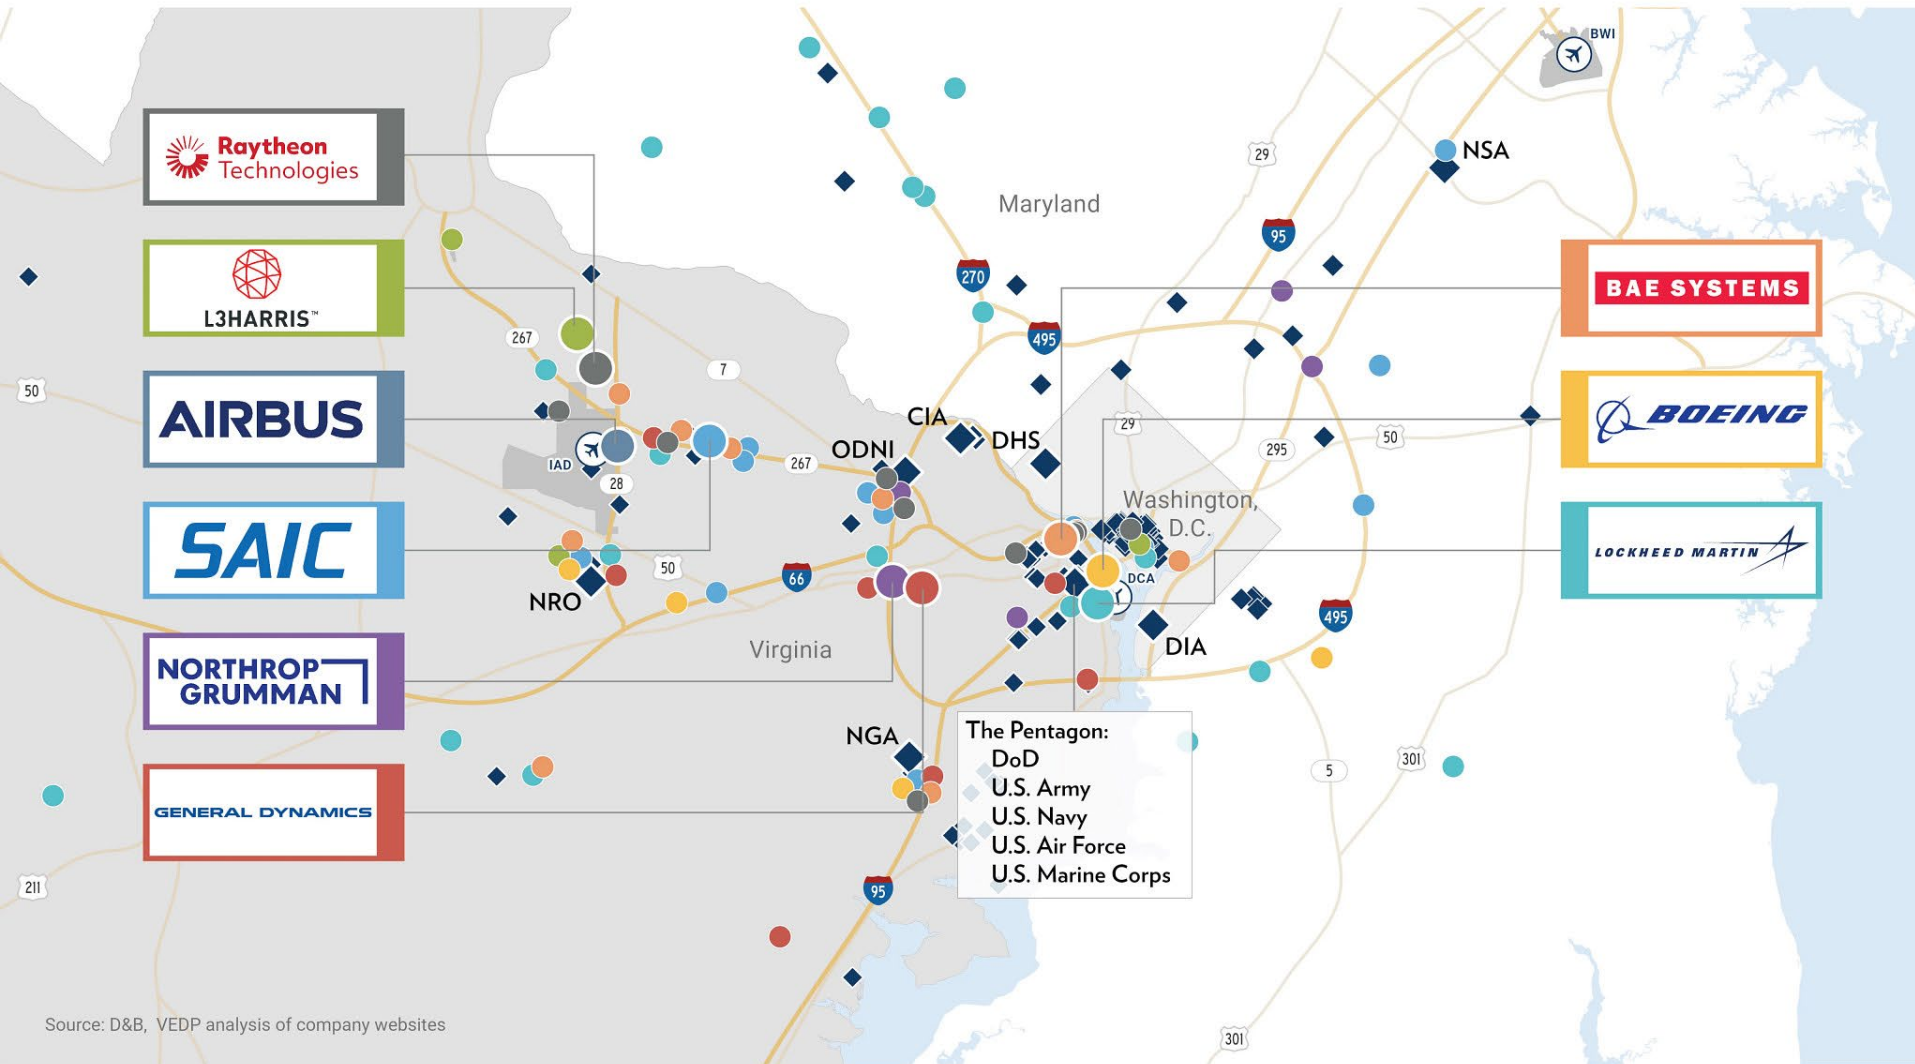 BWI
Raytheon
Technologies
29
NSA
Maryland
95
270
L3HARRIS™
BAE SYSTEMS
267
495
7
50
AIRBUS
CIA
DHS
29
BOEING
50
295
ODNI
IAD
267
28
Washington,
D.C.
SAIC
LOCKHEED MARTIN
50
66
DCA
NRO
495
Virginia
DIA
NORTHROP
GRUMMAN
NGA
The Pentagon:
DoD
U.S. Army
U.S. Navy
U.S. Air Force
U.S. Marine Corps
301
5
GENERAL DYNAMICS
211
95
Source: D&B, VEDP analysis of company websites
301